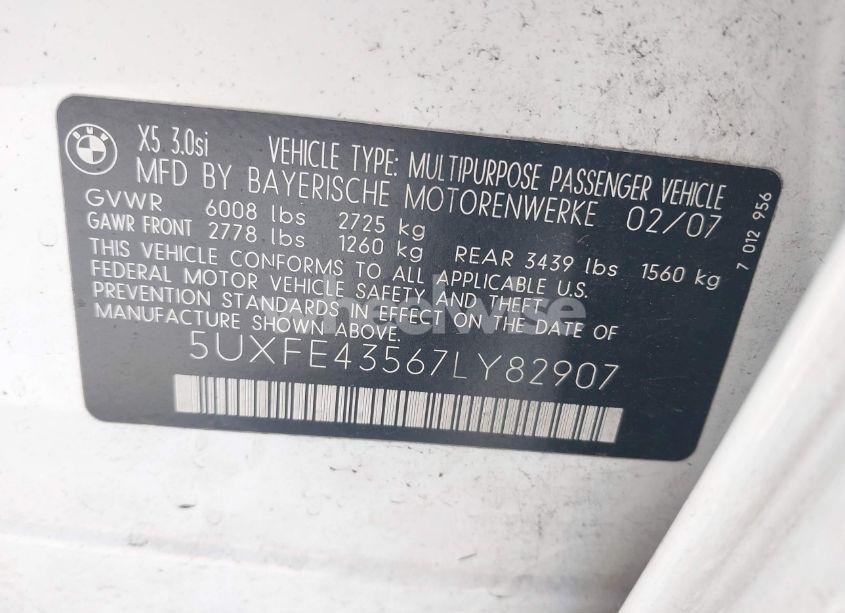 BMW
X5 3.0si VEHICLE TYPE: MULTIPURPOSE PASSENGER VEHICLE
MFD BY BAYERISCHE MOTORENWERKE 02/07
GVWR 6008 lbs 2725 kg
GAWR FRONT 2778 lbs 1260 kg REAR 3439 lbs 1560 kg
THIS VEHICLE CONFORMS TO ALL APPLICABLE U.S.
FEDERAL MOTOR VEHICLE SAFETY AND THEFT
PREVENTION STANDARDS IN EFFECT ON THE DATE OF
MANUFACTURE SHOWN ABOVE.
5UXFE43567LY82907
7 012 956
wheelwise